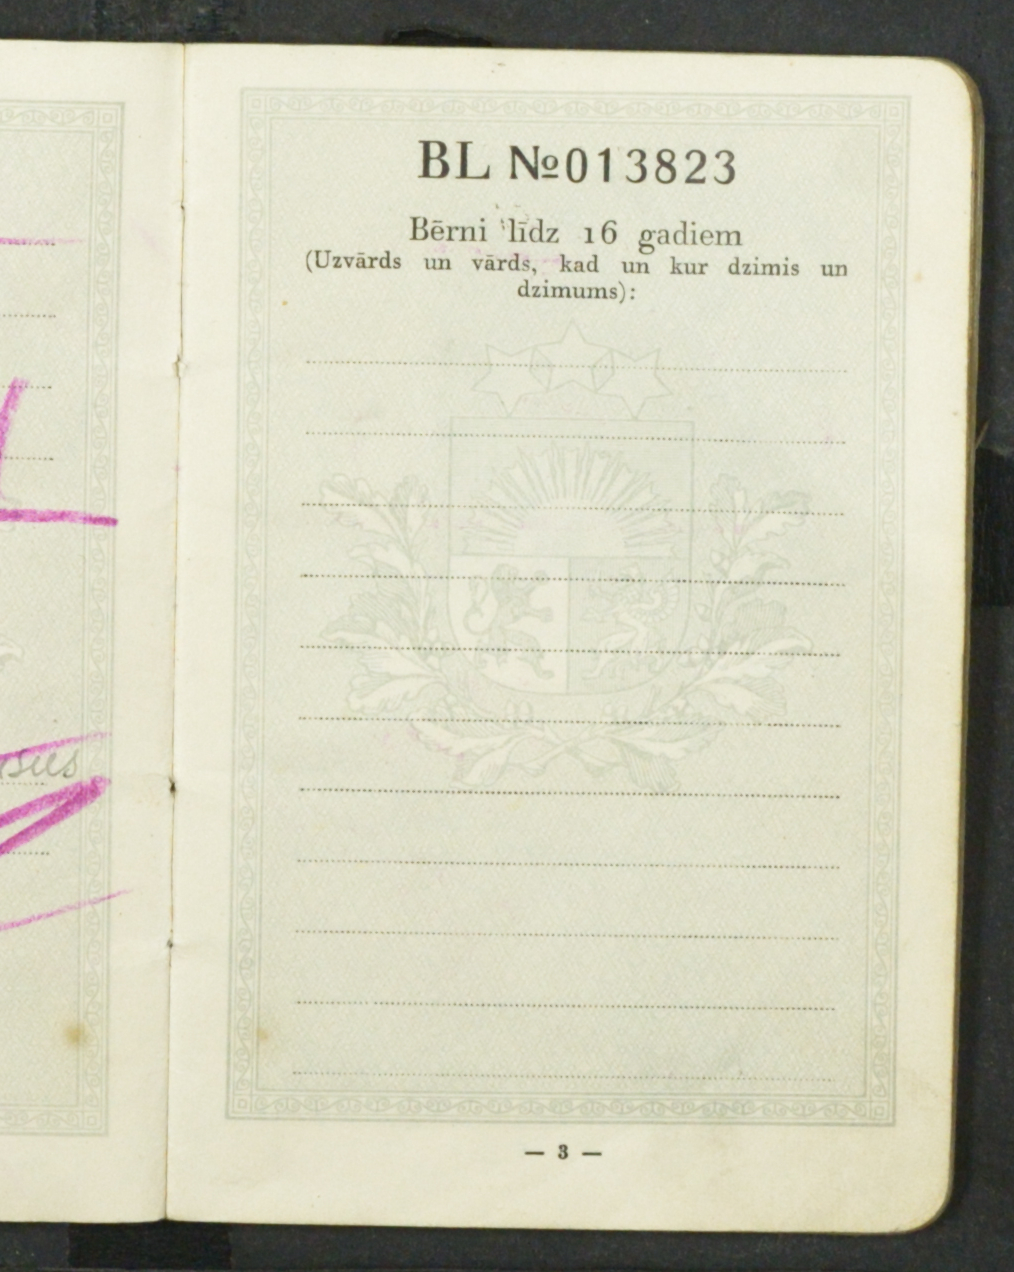 BL №013823
Bērni līdz 16 gadiem
(Uzvārds un vārds, kad un kur dzimis un
dzimums):
— 3 —